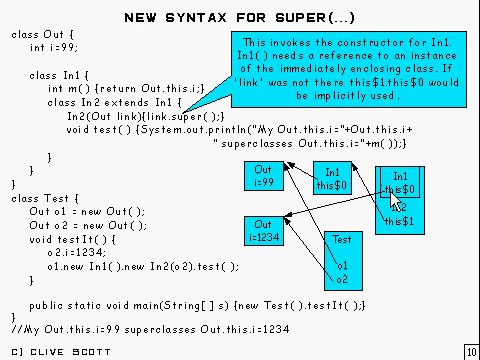 NEW SYNTAX FOR SUPER(...)
class Out {
int i=99;
This invokes the constructor for In1.
In1() needs a reference to an instance
of the immediately enclosing class. If
'link' was not there this$1.this$0 would
be implicitly used.
class In1 {
int m() {return Out.this.i;}
class In2 extends In1 {
In2(Out link){link.super();}
void test() {System.out.println("My Out.this.i="+Out.this.i+
" superclasses Out.this.i="+m());}
}
}
}
Out
i=99
In1
this$0
In1
this$0
In2
this$1
Out
i=1234
Test
o1
o2
class Test {
Out o1 = new Out();
Out o2 = new Out();
void testIt() {
o2.i=1234;
o1.new In1().new In2(o2).test();
}
public static void main(String[] s) {new Test().testIt();}
}
//My Out.this.i=99 superclasses Out.this.i=1234
C) CLIVE SCOTT
10